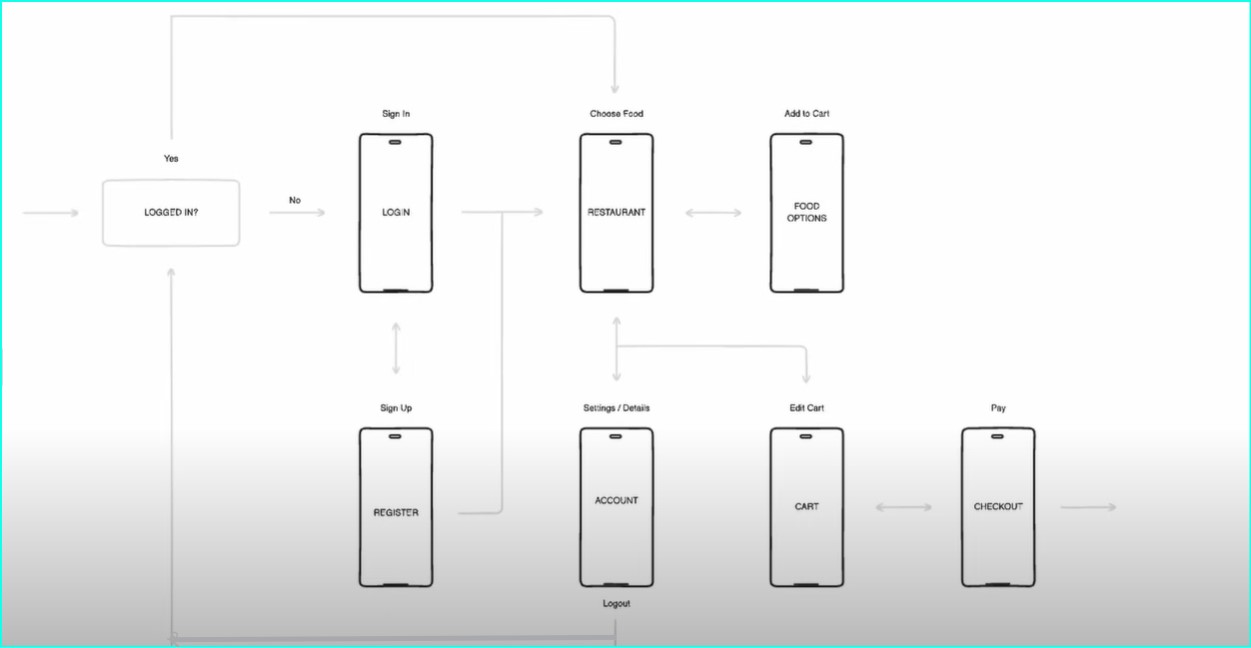 Sign In
Choose Food
Add to Cart
Yes
LOGGED IN?
No
LOGIN
RESTAURANT
FOOD
OPTIONS
Sign Up
Settings / Details
Edit Cart
Pay
REGISTER
ACCOUNT
CART
CHECKOUT
Logout